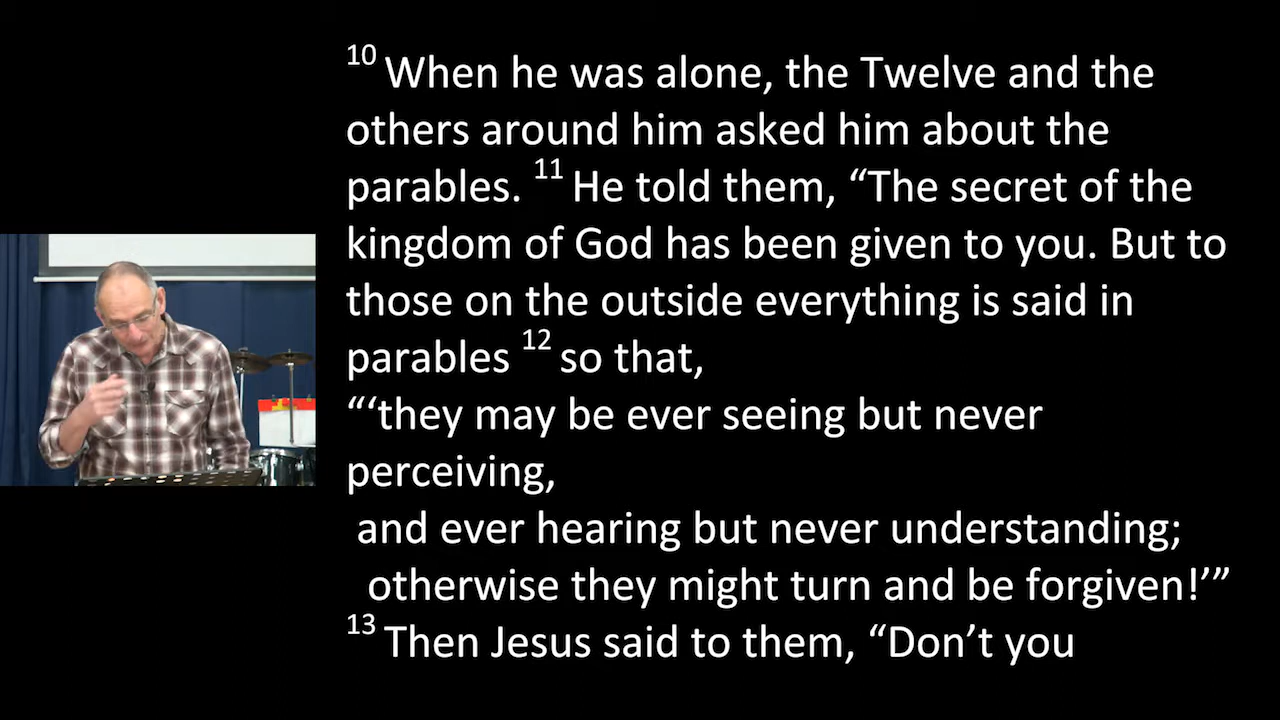 10 When he was alone, the Twelve and the
others around him asked him about the
parables. 11 He told them, “The secret of the
kingdom of God has been given to you. But to
those on the outside everything is said in
parables 12 so that,
“‘they may be ever seeing but never
perceiving,
and ever hearing but never understanding;
otherwise they might turn and be forgiven!’”
13 Then Jesus said to them, “Don’t you